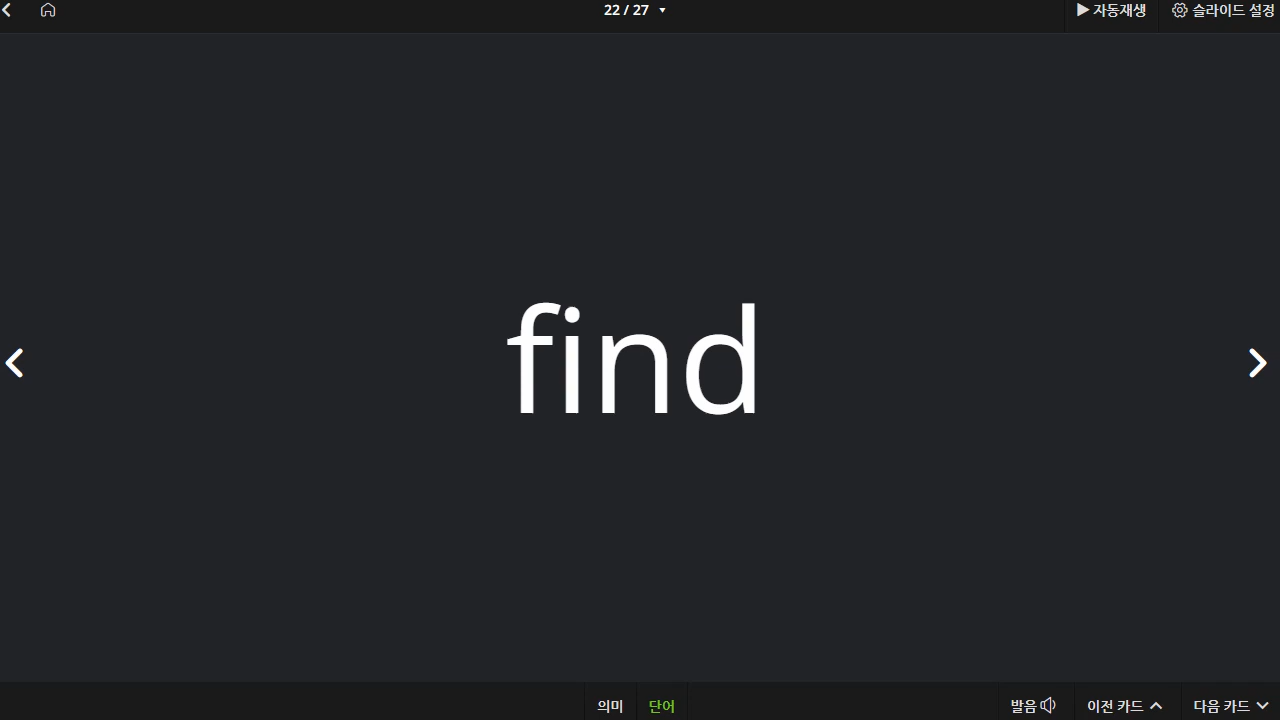 22 / 27
자동재생
슬라이드 설정
find
의미
단어
발음
이전 카드
다음 카드